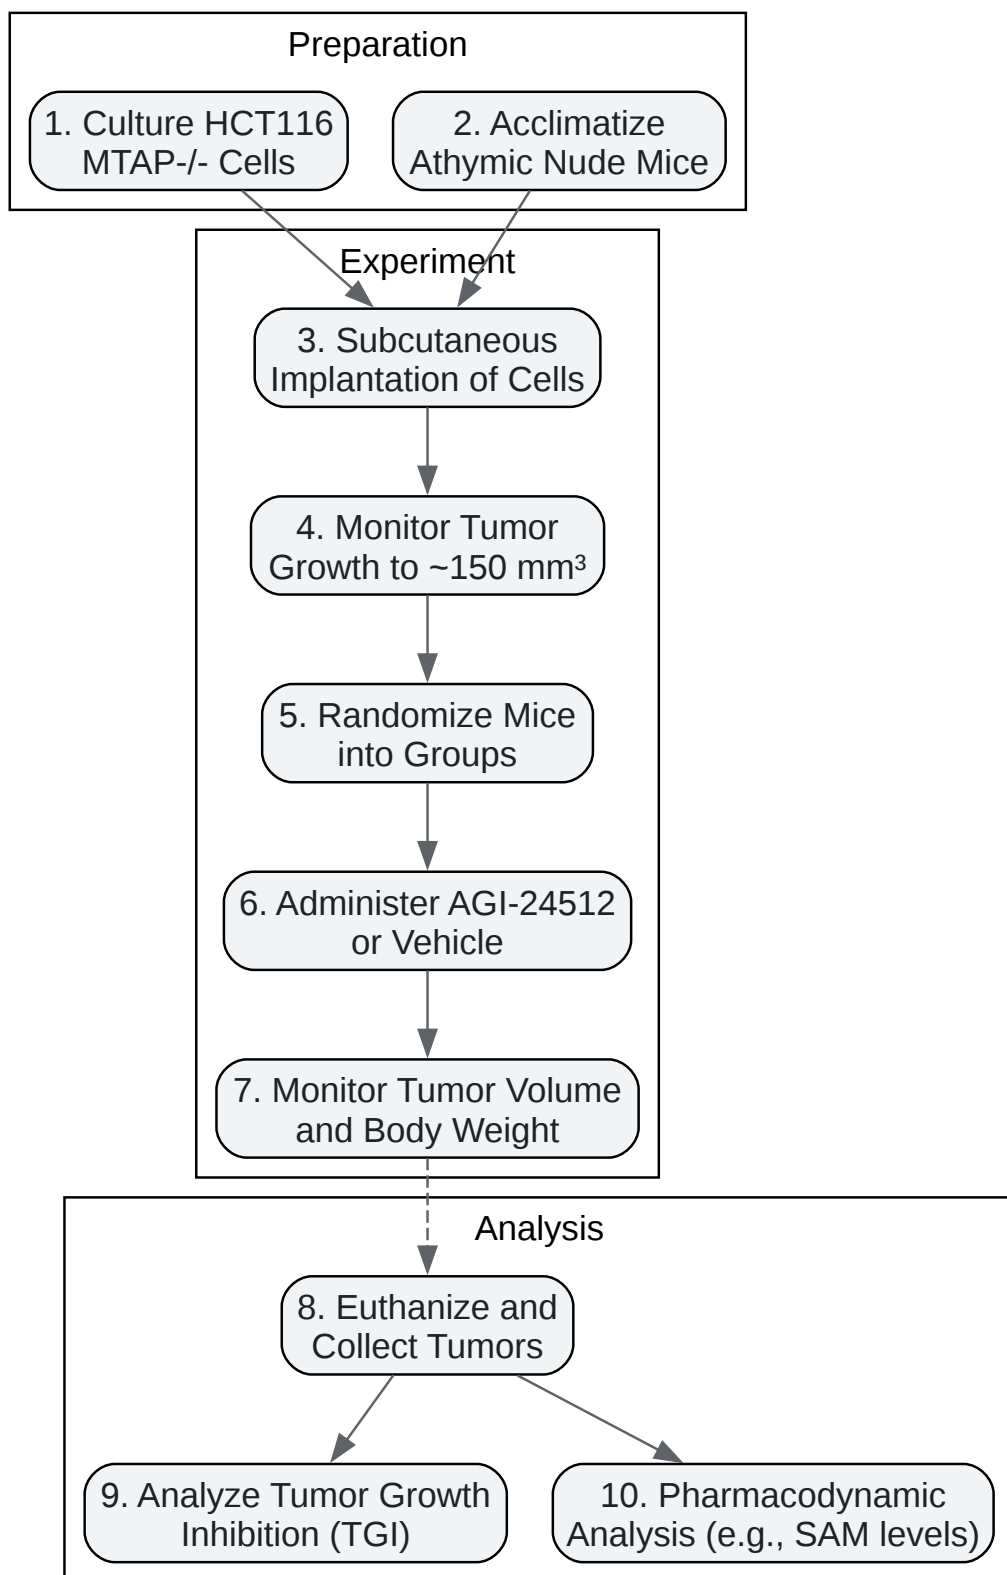 Preparation
1. Culture HCT116
MTAP-/- Cells
2. Acclimatize
Athymic Nude Mice
Experiment
3. Subcutaneous
Implantation of Cells
4. Monitor Tumor
Growth to ~150 mm³
5. Randomize Mice
into Groups
6. Administer AGI-24512
or Vehicle
7. Monitor Tumor Volume
and Body Weight
Analysis
8. Euthanize and
Collect Tumors
9. Analyze Tumor Growth
Inhibition (TGI)
10. Pharmacodynamic
Analysis (e.g., SAM levels)